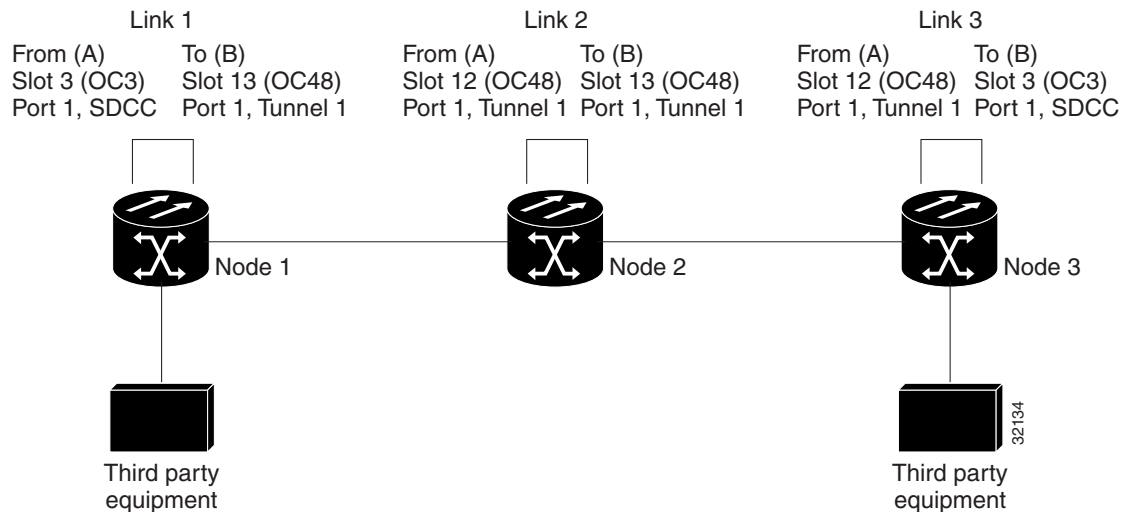 Link 1
From (A) To (B)
Slot 3 (OC3) Slot 13 (OC48)
Port 1, SDCC Port 1, Tunnel 1
Link 2
From (A) To (B)
Slot 12 (OC48) Slot 13 (OC48)
Port 1, Tunnel 1 Port 1, Tunnel 1
Link 3
From (A) To (B)
Slot 12 (OC48) Slot 3 (OC3)
Port 1, Tunnel 1 Port 1, SDCC
Node 1
Node 2
Node 3
Third party
equipment
Third party
equipment
32134